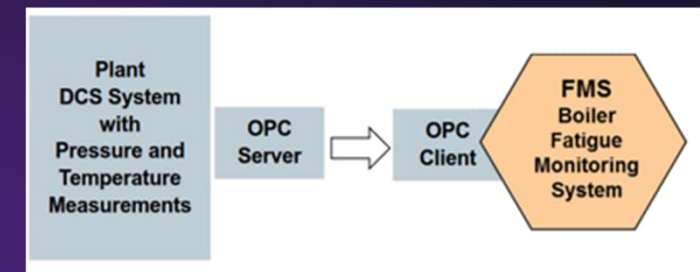 Plant
DCS System
with
Pressure and
Temperature
Measurements
OPC
Server
OPC
Client
FMS
Boiler
Fatigue
Monitoring
System